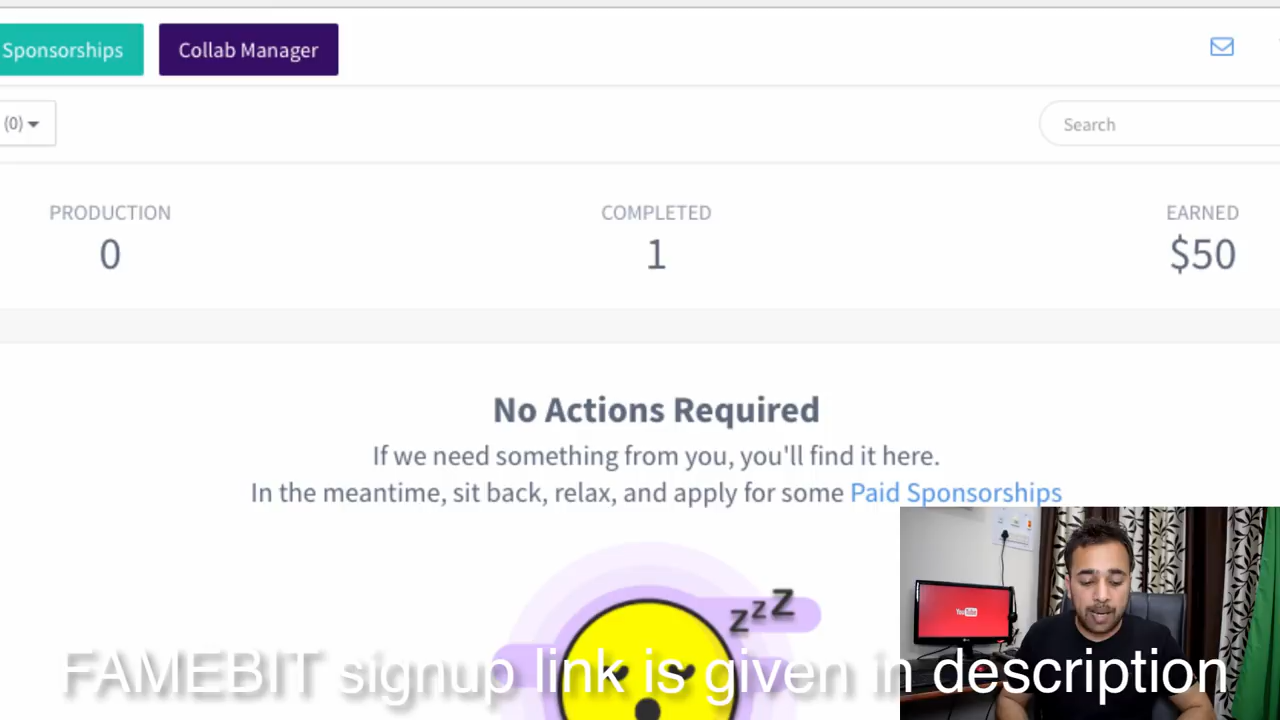 Sponsorships
Collab Manager
(0)
Search
PRODUCTION
COMPLETED
EARNED
0
1
$50
No Actions Required
If we need something from you, you'll find it here.
In the meantime, sit back, relax, and apply for some Paid Sponsorships
z z Z
YouTube
FAMEBIT signup link is given in description